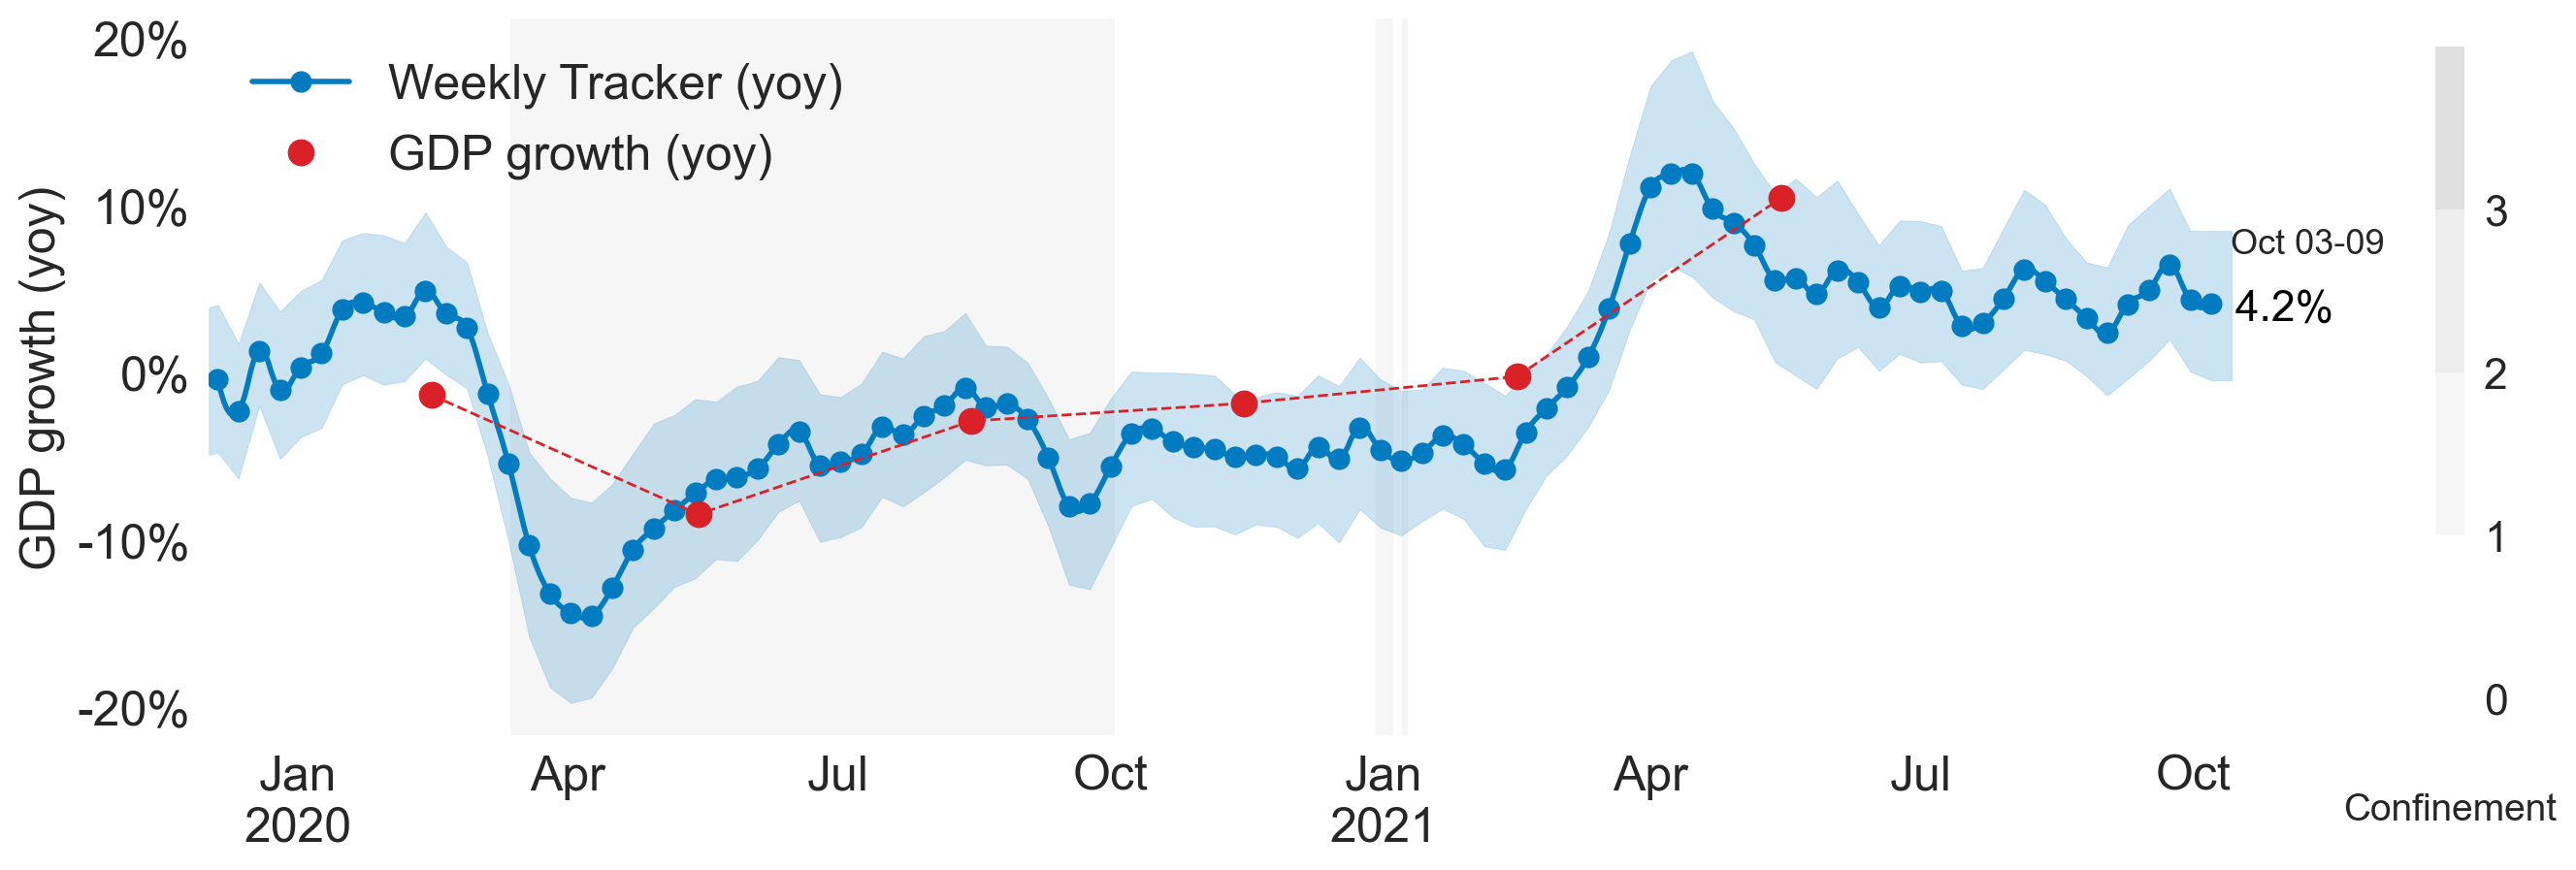 GDP growth (yoy)
20%
10%
0%
-10%
-20%
Weekly Tracker (yoy)
GDP growth (yoy)
Oct 03-09
4.2%
Jan
2020
Apr
Jul
Oct
Jan
2021
Apr
Jul
Oct
3
2
1
0
Confinement